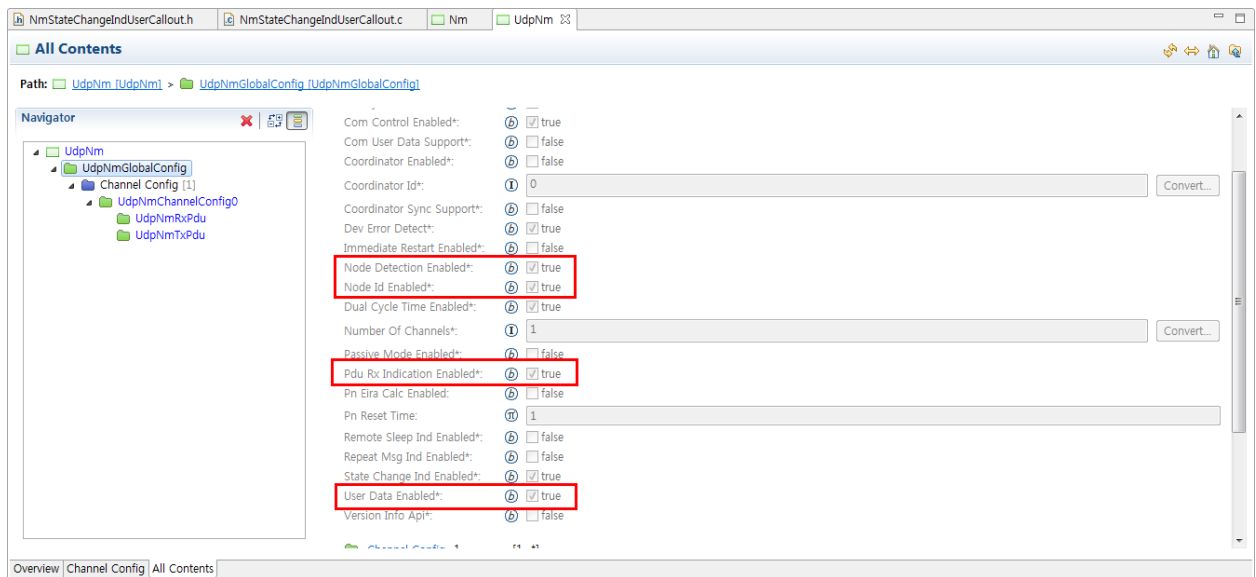 NmStateChangeIndUserCallout.h NmStateChangeIndUserCallout.c Nm UdpNm
All Contents
Path: UdpNm [UdpNm] > UdpNmGlobalConfig [UdpNmGlobalConfig]
Navigator
UdpNm
UdpNmGlobalConfig
Channel Config [1]
UdpNmChannelConfig0
UdpNmRxPdu
UdpNmTxPdu
Com Control Enabled*: true
Com User Data Support*: false
Coordinator Enabled*: false
Coordinator Id*: 0 Convert...
Coordinator Sync Support*: false
Dev Error Detect*: true
Immediate Restart Enabled*: false
Node Detection Enabled*: true
Node Id Enabled*: true
Dual Cycle Time Enabled*: true
Number Of Channels*: 1 Convert...
Passive Mode Enabled*: false
Pdu Rx Indication Enabled*: true
Pn Eira Calc Enabled: false
Pn Reset Time: 1
Remote Sleep Ind Enabled*: false
Repeat Msg Ind Enabled*: false
State Change Ind Enabled*: true
User Data Enabled*: true
Version Info Api*: false
Overview Channel Config All Contents